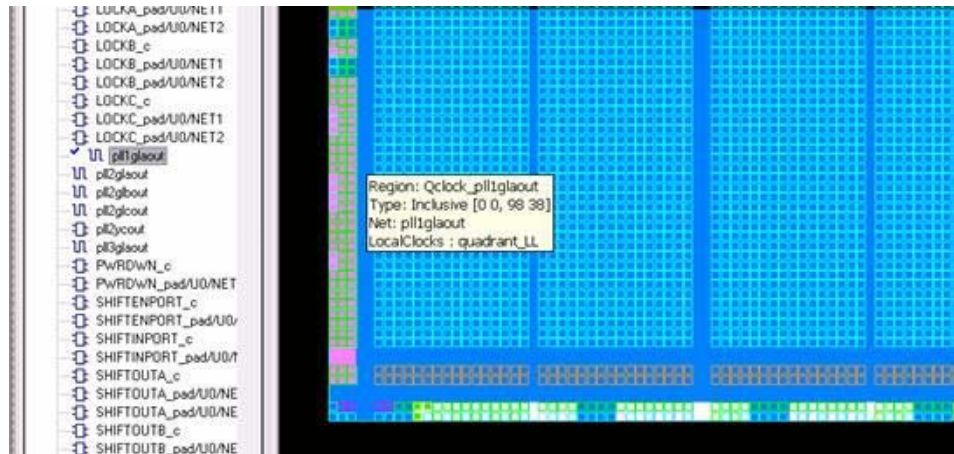 LOCKA_pad/U0/NET1
LOCKA_pad/U0/NET2
LOCKB_c
LOCKB_pad/U0/NET1
LOCKB_pad/U0/NET2
LOCKC_c
LOCKC_pad/U0/NET1
LOCKC_pad/U0/NET2
pll1glaout
pll2glaout
pll2glbout
pll2glcout
pll2ycout
pll3glaout
PWRDWN_c
PWRDWN_pad/U0/NET
SHIFTENPORT_c
SHIFTENPORT_pad/U0/
SHIFTINPORT_c
SHIFTINPORT_pad/U0/1
SHIFTOUTA_c
SHIFTOUTA_pad/U0/NE
SHIFTOUTA_pad/U0/NE
SHIFTOUTB_c
SHIFTOUTB_pad/U0/NE
Region: Qclock_pll1glaout
Type: Inclusive [0 0, 98 38]
Net: pll1glaout
LocalClocks : quadrant_LL